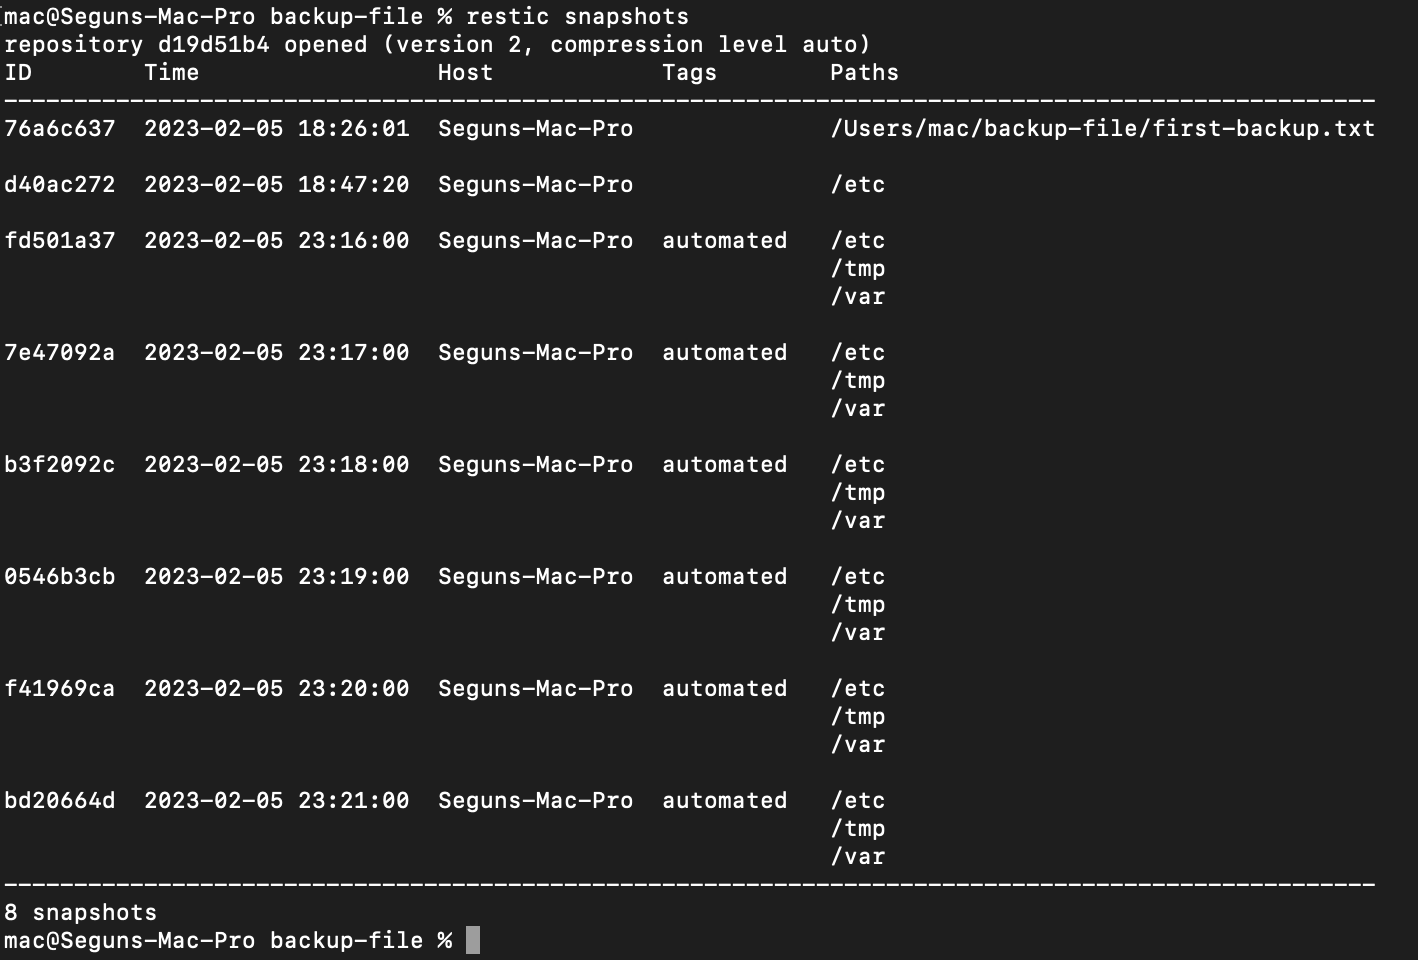 [mac@Seguns-Mac-Pro backup-file % restic snapshots
repository d19d51b4 opened (version 2, compression level auto)
ID        Time                 Host            Tags        Paths
--------------------------------------------------------------------------------------------------
76a6c637  2023-02-05 18:26:01  Seguns-Mac-Pro              /Users/mac/backup-file/first-backup.txt
d40ac272  2023-02-05 18:47:20  Seguns-Mac-Pro              /etc
fd501a37  2023-02-05 23:16:00  Seguns-Mac-Pro  automated   /etc
/tmp
/var
7e47092a  2023-02-05 23:17:00  Seguns-Mac-Pro  automated   /etc
/tmp
/var
b3f2092c  2023-02-05 23:18:00  Seguns-Mac-Pro  automated   /etc
/tmp
/var
0546b3cb  2023-02-05 23:19:00  Seguns-Mac-Pro  automated   /etc
/tmp
/var
f41969ca  2023-02-05 23:20:00  Seguns-Mac-Pro  automated   /etc
/tmp
/var
bd20664d  2023-02-05 23:21:00  Seguns-Mac-Pro  automated   /etc
/tmp
/var
--------------------------------------------------------------------------------------------------
8 snapshots
mac@Seguns-Mac-Pro backup-file %